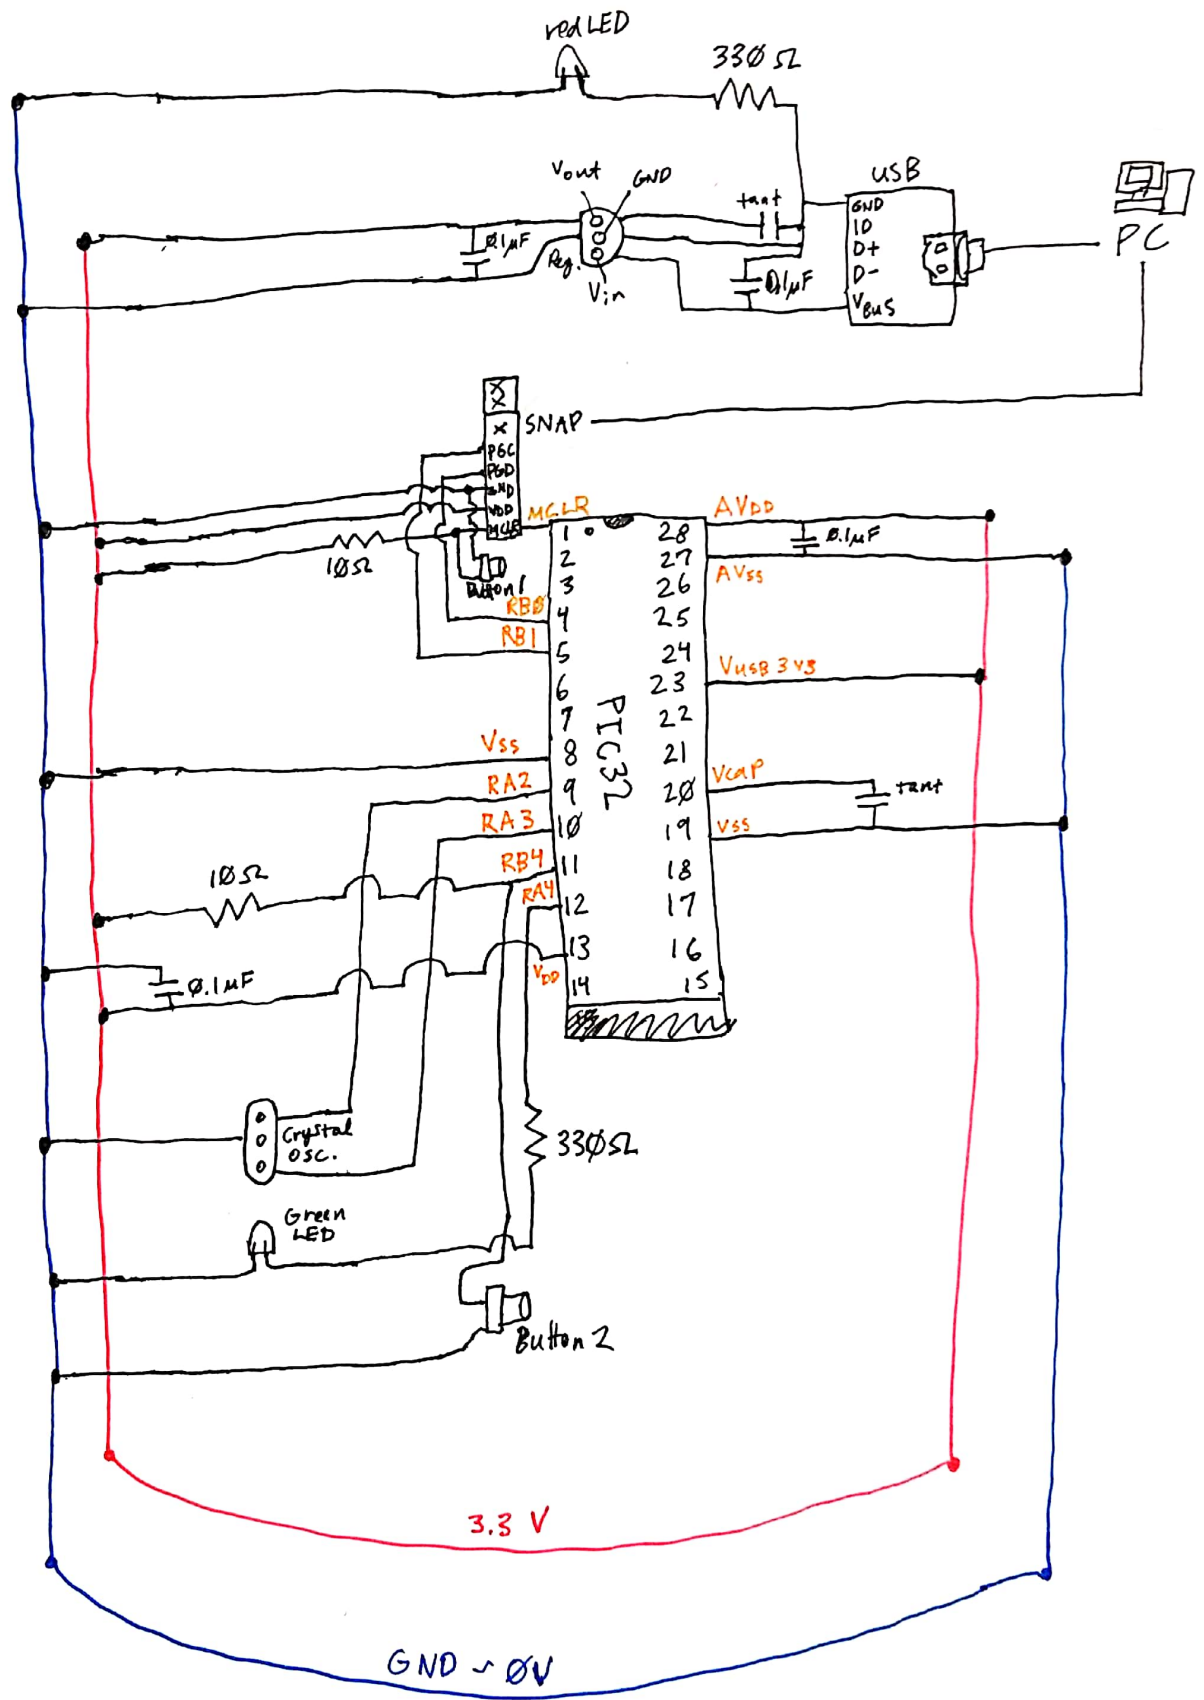 red LED
330Ω
Vout
GND
tant
USB
GND
ID
D+
D-
VBUS
PC
0.1µF
Reg.
Vin
0.1µF
X
X
X
SNAP
PGC
PGD
GND
VDD
MCLR
MCLR
10Ω
Button 1
RB0
RB1
AVDD
0.1µF
AVss
VUSB3V3
Vss
RA2
RA3
RB4
RA4
VDD
Vcap
tant
Vss
1
2
3
4
5
6
7
8
9
10
11
12
13
14
PIC32
28
27
26
25
24
23
22
21
20
19
18
17
16
15
10Ω
0.1µF
Crystal
OSC.
330Ω
Green
LED
Button 2
3.3 V
GND ~ 0V